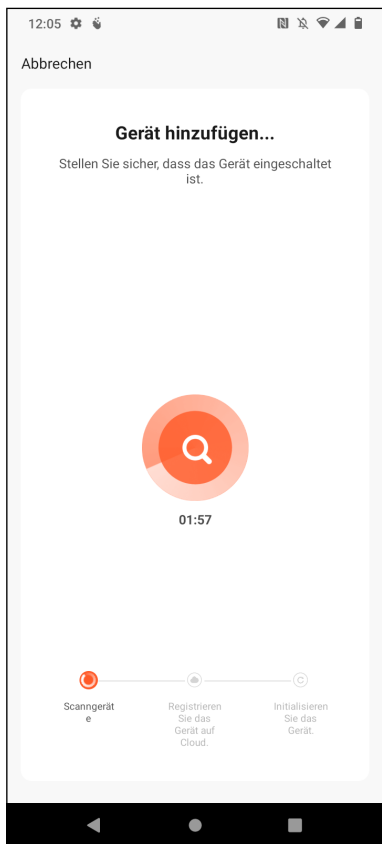 12:05
Abbrechen
Gerät hinzufügen...
Stellen Sie sicher, dass das Gerät eingeschaltet
ist.
01:57
Scanngerät
e
Registrieren
Sie das
Gerät auf
Cloud.
Initialisieren
Sie das
Gerät.